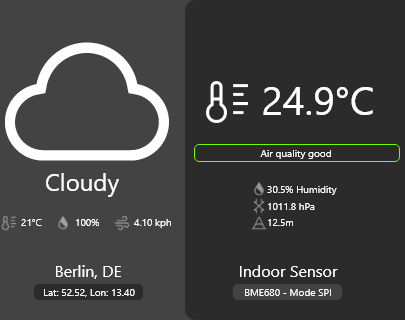 Cloudy
21°C 100% 4.10 kph
Berlin, DE
Lat: 52.52, Lon: 13.40
24.9°C
Air quality good
30.5% Humidity
1011.8 hPa
12.5m
Indoor Sensor
BME680 - Mode SPI